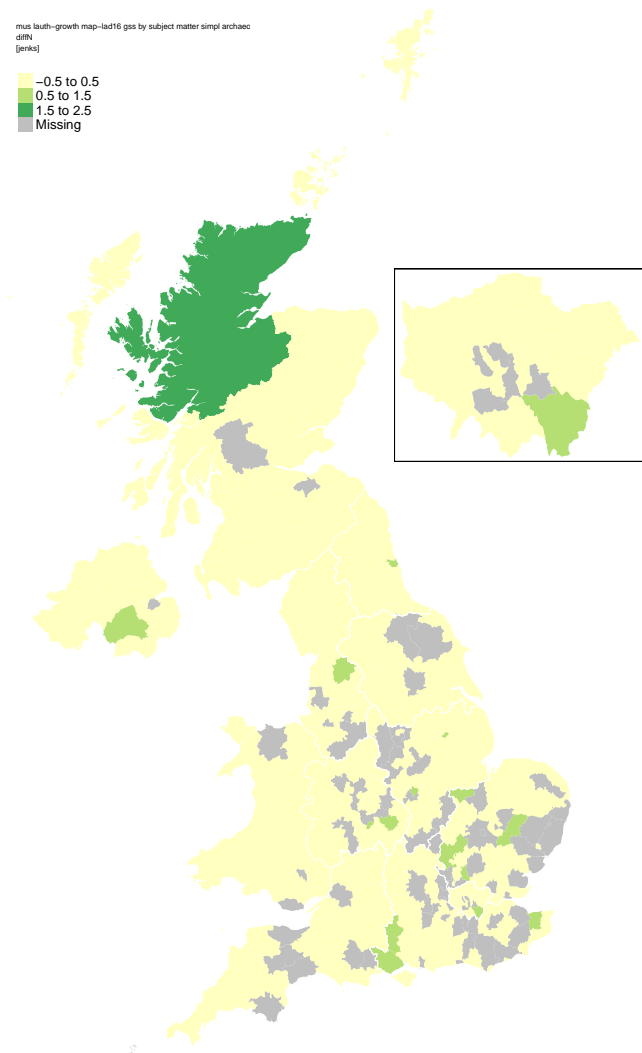 mus lauth−growth map−lad16 gss by subject matter simpl archaec
diffN
[jenks]
−0.5 to 0.5
0.5 to 1.5
1.5 to 2.5
Missing